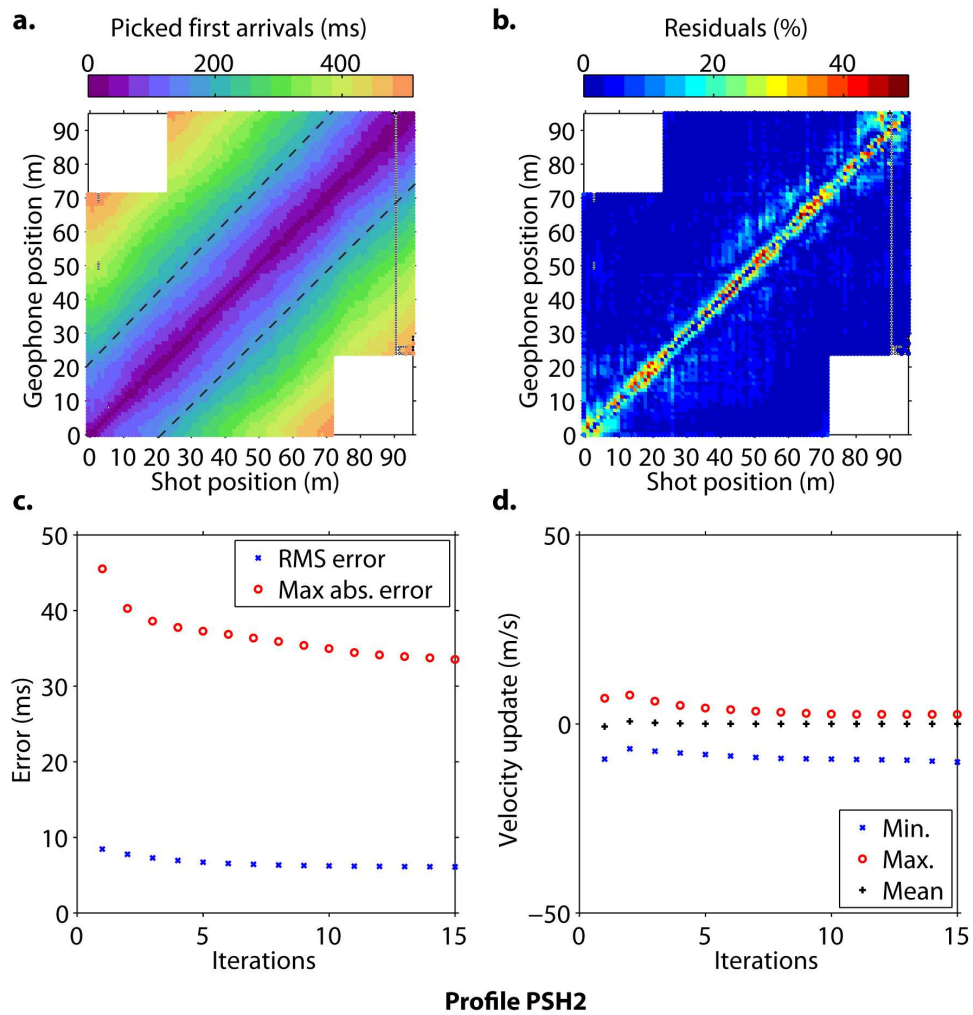 a.
Picked first arrivals (ms)
0 200 400
Geophone position (m)
90
80
70
60
50
40
30
20
10
0
0 10 20 30 40 50 60 70 80 90
Shot position (m)
b.
Residuals (%)
0 20 40
Geophone position (m)
90
80
70
60
50
40
30
20
10
0
0 10 20 30 40 50 60 70 80 90
Shot position (m)
c.
Error (ms)
50
40
30
20
10
0
RMS error
Max abs. error
0 5 10 15
Iterations
d.
Velocity update (m/s)
50
0
−50
Min.
Max.
Mean
0 5 10 15
Iterations
Profile PSH2